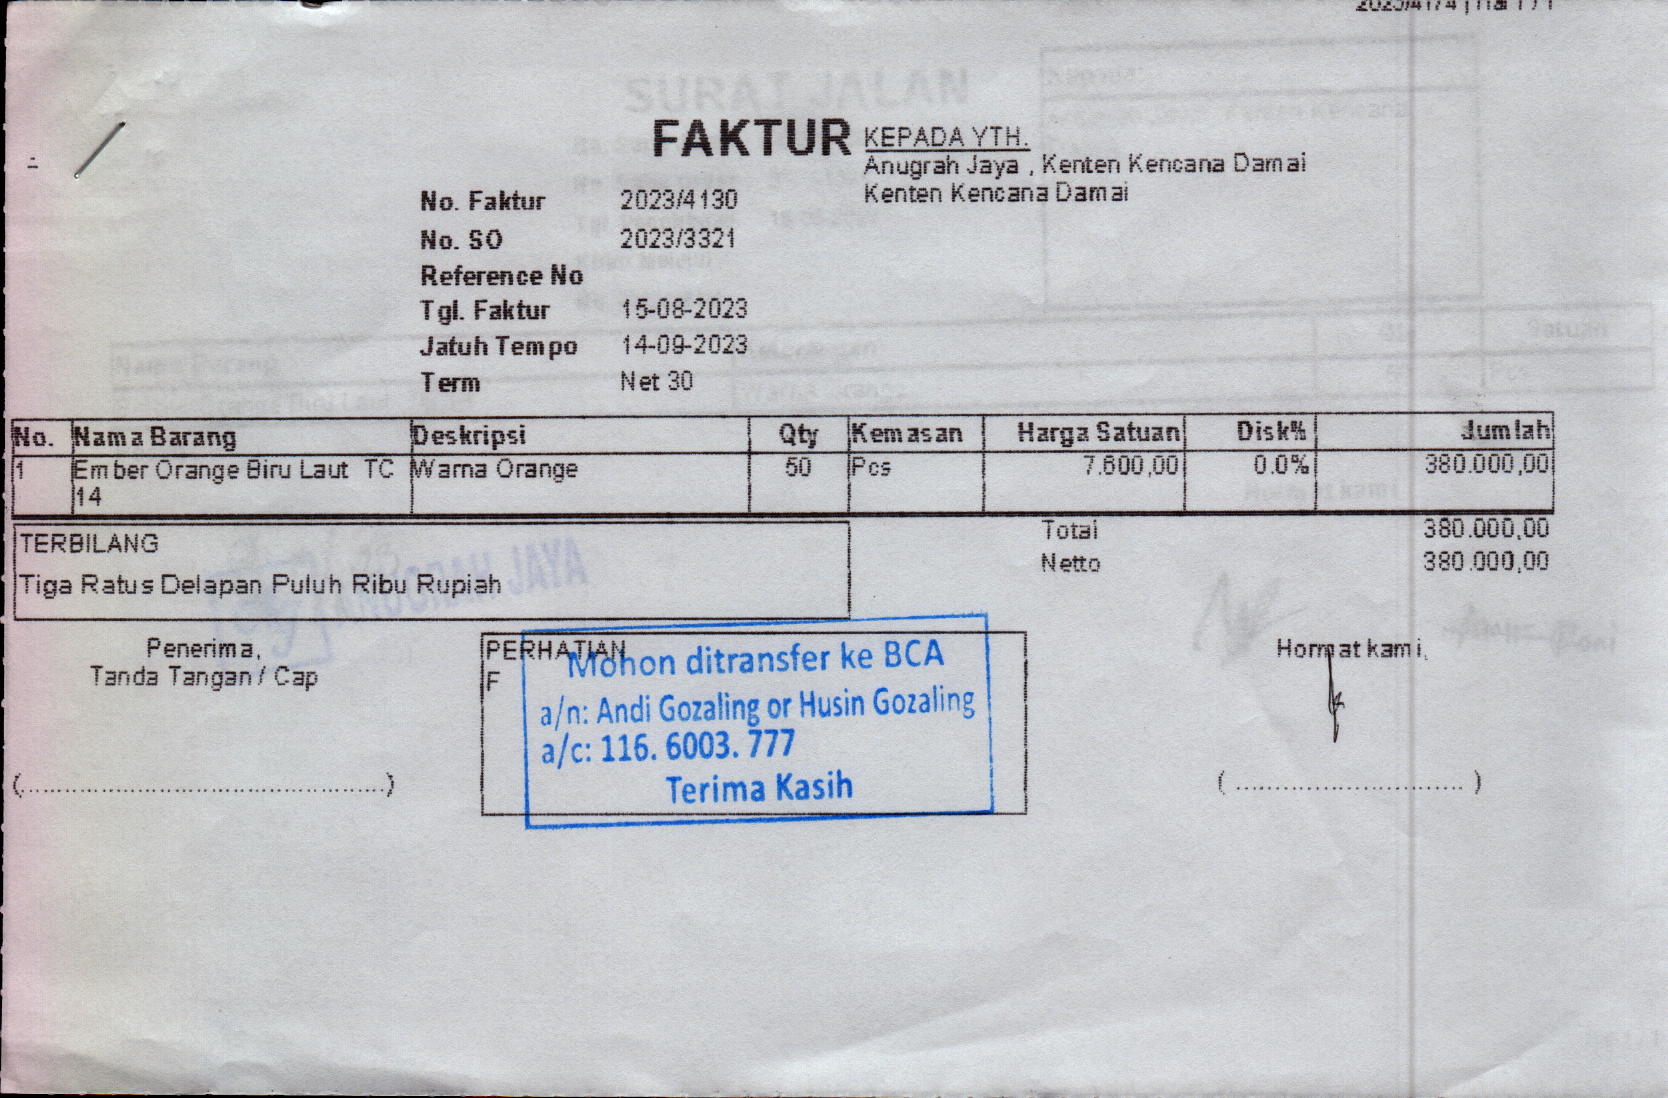 FAKTUR
KEPADA YTH.
Anugrah Jaya , Kenten Kencana Damai
Kenten Kencana Damai
No. Faktur 2023/4130
No. SO 2023/3321
Reference No
Tgl. Faktur 15-08-2023
Jatuh Tempo 14-09-2023
Term Net 30
No. Nama Barang Deskripsi Qty Kemasan Harga Satuan Disk% Jumlah
1 Ember Orange Biru Laut TC Warna Orange 50 Pcs 7.600,00 0.0% 380.000,00
14
Total 380.000,00
Netto 380.000,00
TERBILANG
Tiga Ratus Delapan Puluh Ribu Rupiah
Penerima,
Tanda Tangan / Cap
(................................................)
PERHATIAN
F
Mohon ditransfer ke BCA
a/n: Andi Gozaling or Husin Gozaling
a/c: 116. 6003. 777
Terima Kasih
Hormat kami,
( .............................. )
SURAT JALAN
Satuan
JAYA